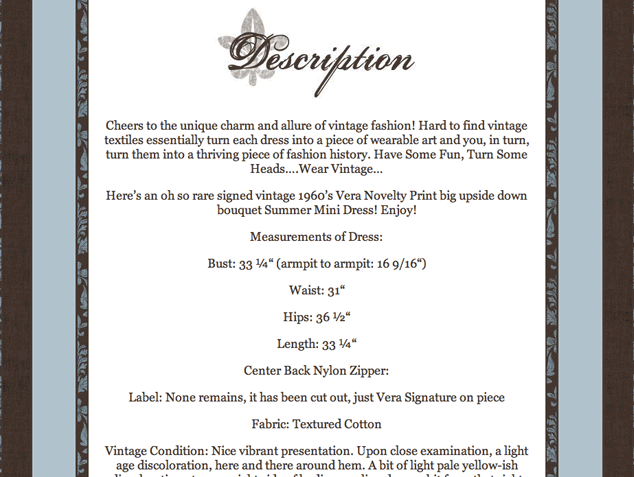 Description
Cheers to the unique charm and allure of vintage fashion! Hard to find vintage
textiles essentially turn each dress into a piece of wearable art and you, in turn,
turn them into a thriving piece of fashion history. Have Some Fun, Turn Some
Heads....Wear Vintage...
Here's an oh so rare signed vintage 1960's Vera Novelty Print big upside down
bouquet Summer Mini Dress! Enjoy!
Measurements of Dress:
Bust: 33 ¼“ (armpit to armpit: 16 9/16“)
Waist: 31“
Hips: 36 ½“
Length: 33 ¼“
Center Back Nylon Zipper:
Label: None remains, it has been cut out, just Vera Signature on piece
Fabric: Textured Cotton
Vintage Condition: Nice vibrant presentation. Upon close examination, a light
age discoloration, here and there around hem. A bit of light pale yellow-ish